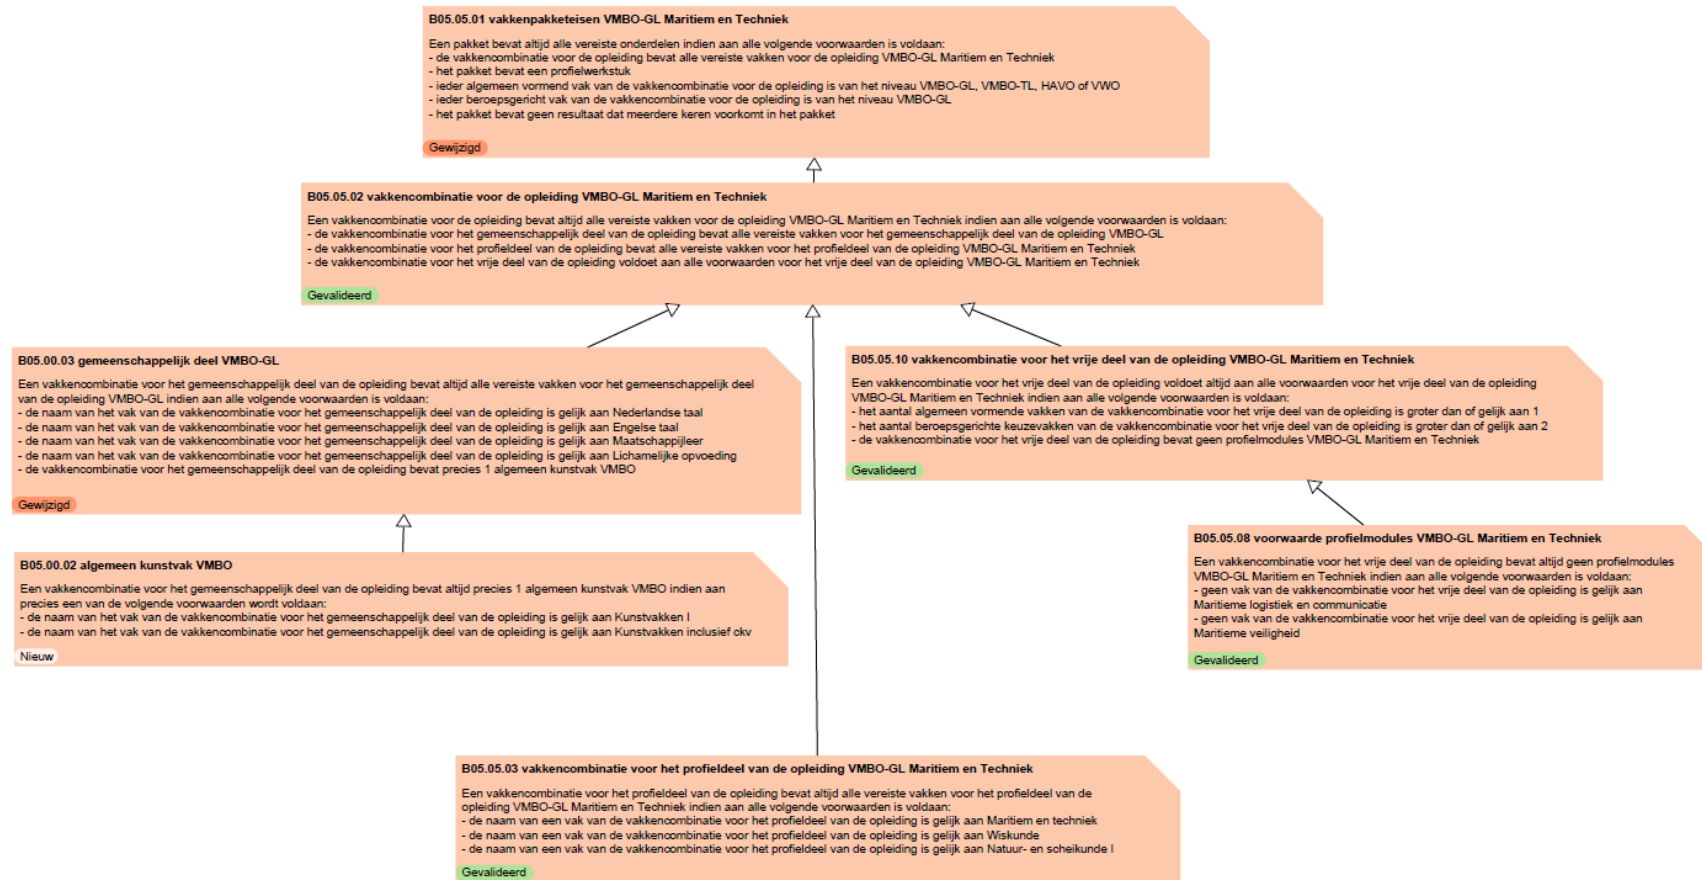 B05.05.01 vakkenpakketeisen VMBO-GL Maritiem en Techniek
Een pakket bevat altijd alle vereiste onderdelen indien aan alle volgende voorwaarden is voldaan:
- de vakkencombinatie voor de opleiding bevat alle vereiste vakken voor de opleiding VMBO-GL Maritiem en Techniek
- het pakket bevat een profielwerkstuk
- ieder algemeen vormend vak van de vakkencombinatie voor de opleiding is van het niveau VMBO-GL, VMBO-TL, HAVO of VWO
- ieder beroepsgericht vak van de vakkencombinatie voor de opleiding is van het niveau VMBO-GL
- het pakket bevat geen resultaat dat meerdere keren voorkomt in het pakket
Gewijzigd
B05.05.02 vakkencombinatie voor de opleiding VMBO-GL Maritiem en Techniek
Een vakkencombinatie voor de opleiding bevat altijd alle vereiste vakken voor de opleiding VMBO-GL Maritiem en Techniek indien aan alle volgende voorwaarden is voldaan:
- de vakkencombinatie voor het gemeenschappelijk deel van de opleiding bevat alle vereiste vakken voor het gemeenschappelijk deel van de opleiding VMBO-GL
- de vakkencombinatie voor het profieldeel van de opleiding bevat alle vereiste vakken voor het profieldeel van de opleiding VMBO-GL Maritiem en Techniek
- de vakkencombinatie voor het vrije deel van de opleiding voldoet aan alle voorwaarden voor het vrije deel van de opleiding VMBO-GL Maritiem en Techniek
Gevalideerd
B05.00.03 gemeenschappelijk deel VMBO-GL
Een vakkencombinatie voor het gemeenschappelijk deel van de opleiding bevat altijd alle vereiste vakken voor het gemeenschappelijk deel
van de opleiding VMBO-GL indien aan alle volgende voorwaarden is voldaan:
- de naam van het vak van de vakkencombinatie voor het gemeenschappelijk deel van de opleiding is gelijk aan Nederlandse taal
- de naam van het vak van de vakkencombinatie voor het gemeenschappelijk deel van de opleiding is gelijk aan Engelse taal
- de naam van het vak van de vakkencombinatie voor het gemeenschappelijk deel van de opleiding is gelijk aan Maatschappijleer
- de naam van het vak van de vakkencombinatie voor het gemeenschappelijk deel van de opleiding is gelijk aan Lichamelijke opvoeding
- de vakkencombinatie voor het gemeenschappelijk deel van de opleiding bevat precies 1 algemeen kunstvak VMBO
Gewijzigd
B05.05.10 vakkencombinatie voor het vrije deel van de opleiding VMBO-GL Maritiem en Techniek
Een vakkencombinatie voor het vrije deel van de opleiding voldoet altijd aan alle voorwaarden voor het vrije deel van de opleiding
VMBO-GL Maritiem en Techniek indien aan alle volgende voorwaarden is voldaan:
- het aantal algemeen vormende vakken van de vakkencombinatie voor het vrije deel van de opleiding is groter dan of gelijk aan 1
- het aantal beroepsgerichte keuzevakken van de vakkencombinatie voor het vrije deel van de opleiding is groter dan of gelijk aan 2
- de vakkencombinatie voor het vrije deel van de opleiding bevat geen profielmodules VMBO-GL Maritiem en Techniek
Gevalideerd
B05.00.02 algemeen kunstvak VMBO
Een vakkencombinatie voor het gemeenschappelijk deel van de opleiding bevat altijd precies 1 algemeen kunstvak VMBO indien aan
precies een van de volgende voorwaarden wordt voldaan:
- de naam van het vak van de vakkencombinatie voor het gemeenschappelijk deel van de opleiding is gelijk aan Kunstvakken I
- de naam van het vak van de vakkencombinatie voor het gemeenschappelijk deel van de opleiding is gelijk aan Kunstvakken inclusief ckv
Nieuw
B05.05.08 voorwaarde profielmodules VMBO-GL Maritiem en Techniek
Een vakkencombinatie voor het vrije deel van de opleiding bevat altijd geen profielmodules
VMBO-GL Maritiem en Techniek indien aan alle volgende voorwaarden is voldaan:
- geen vak van de vakkencombinatie voor het vrije deel van de opleiding is gelijk aan
Maritieme logistiek en communicatie
- geen vak van de vakkencombinatie voor het vrije deel van de opleiding is gelijk aan
Maritieme veiligheid
Gevalideerd
B05.05.03 vakkencombinatie voor het profieldeel van de opleiding VMBO-GL Maritiem en Techniek
Een vakkencombinatie voor het profieldeel van de opleiding bevat altijd alle vereiste vakken voor het profieldeel van de
opleiding VMBO-GL Maritiem en Techniek indien aan alle volgende voorwaarden is voldaan:
- de naam van een vak van de vakkencombinatie voor het profieldeel van de opleiding is gelijk aan Maritiem en techniek
- de naam van een vak van de vakkencombinatie voor het profieldeel van de opleiding is gelijk aan Wiskunde
- de naam van een vak van de vakkencombinatie voor het profieldeel van de opleiding is gelijk aan Natuur- en scheikunde I
Gevalideerd